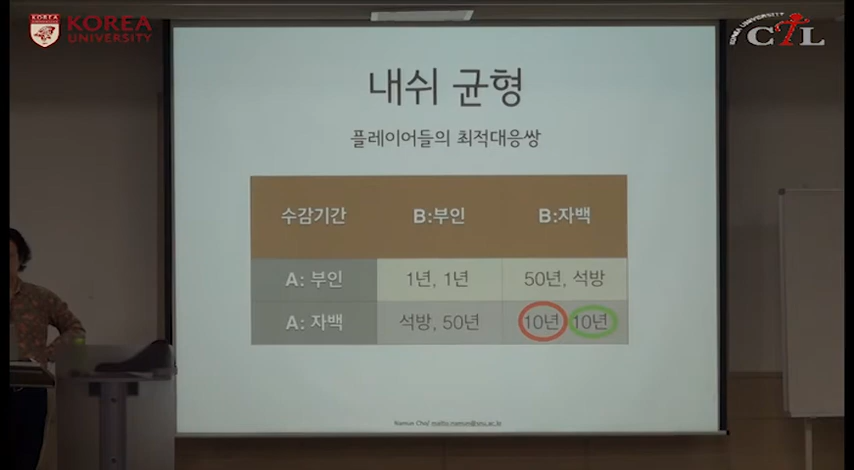 KOREA
UNIVERSITY
KOREA UNIVERSITY
CTL
내쉬 균형
플레이어들의 최적대응쌍
수감기간 B:부인 B:자백
A: 부인 1년, 1년 50년, 석방
A: 자백 석방, 50년 10년 10년